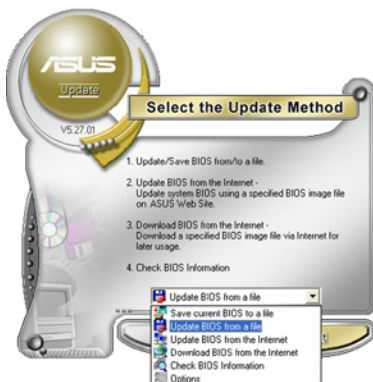 ASUS
Update
V5.27.01
Select the Update Method
1. Update/Save BIOS from/to a file.
2. Update BIOS from the Internet -
Update system BIOS using a specified BIOS image file
on ASUS Web Site.
3. Download BIOS from the Internet -
Download a specified BIOS image file via Internet for
later usage.
4. Check BIOS Information
Update BIOS from a file
Save current BIOS to a file
Update BIOS from a file
Update BIOS from the Internet
Download BIOS from the Internet
Check BIOS Information
Options